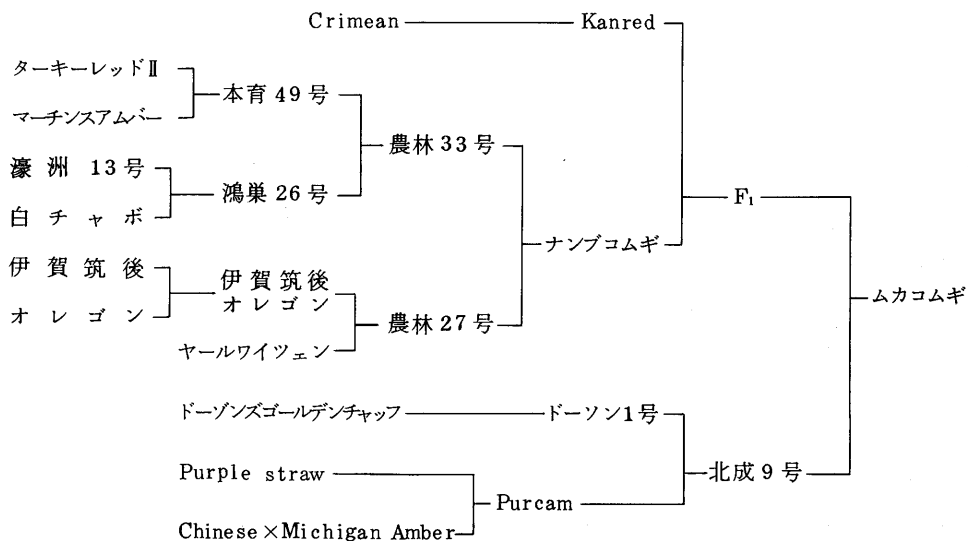 Crimean Kanred
ターキーレッドⅡ
本育49号
マーチンスアムバー
農林33号
濠洲 13号
鴻巣26号
F₁
白チャボ
ナンブコムギ
伊賀筑後
伊賀筑後
オレゴン
オレゴン
ムカコムギ
農林27号
ヤールワイツェン
ドーゾンズゴールデンチャッフ ドーソン1号
Purple straw
北成9号
Purcam
Chinese×Michigan Amber